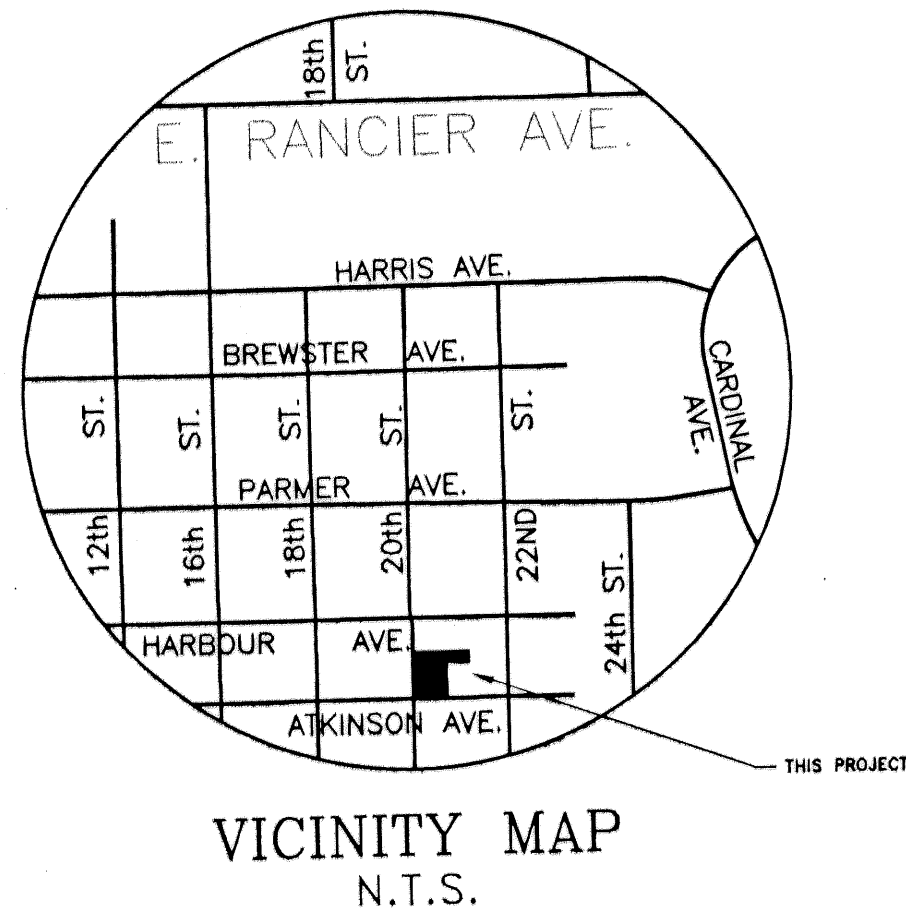 18th ST.
E. RANCIER AVE.
HARRIS AVE.
BREWSTER AVE.
CARDINAL
AVE.
12th ST.
16th ST.
18th ST.
20th ST.
22ND ST.
PARMER AVE.
24th ST.
HARBOUR AVE.
ATKINSON AVE.
THIS PROJECT
VICINITY MAP
N.T.S.